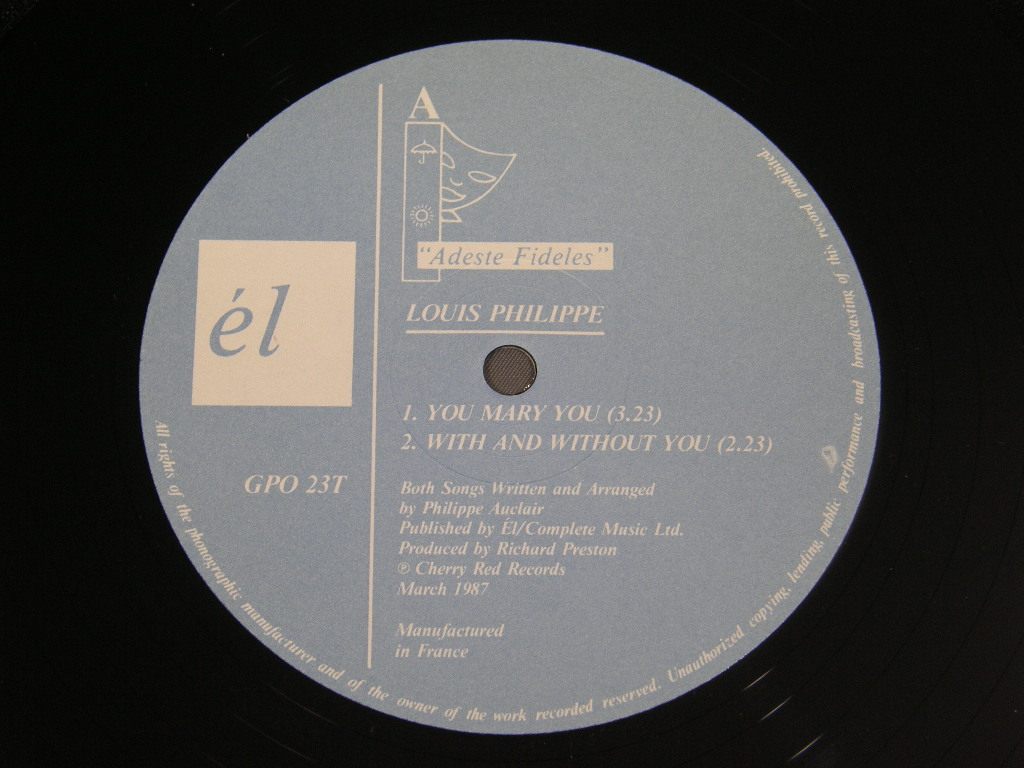 A
"Adeste Fideles"
él
LOUIS PHILIPPE
1. YOU MARY YOU (3.23)
2. WITH AND WITHOUT YOU (2.23)
GPO 23T
Both Songs Written and Arranged
by Philippe Auclair
Published by Él/Complete Music Ltd.
Produced by Richard Preston
℗ Cherry Red Records
March 1987
Manufactured
in France
All rights of the phonographic manufacturer and of the owner of the work recorded reserved. Unauthorized copying, lending, public performance and broadcasting of this record prohibited.